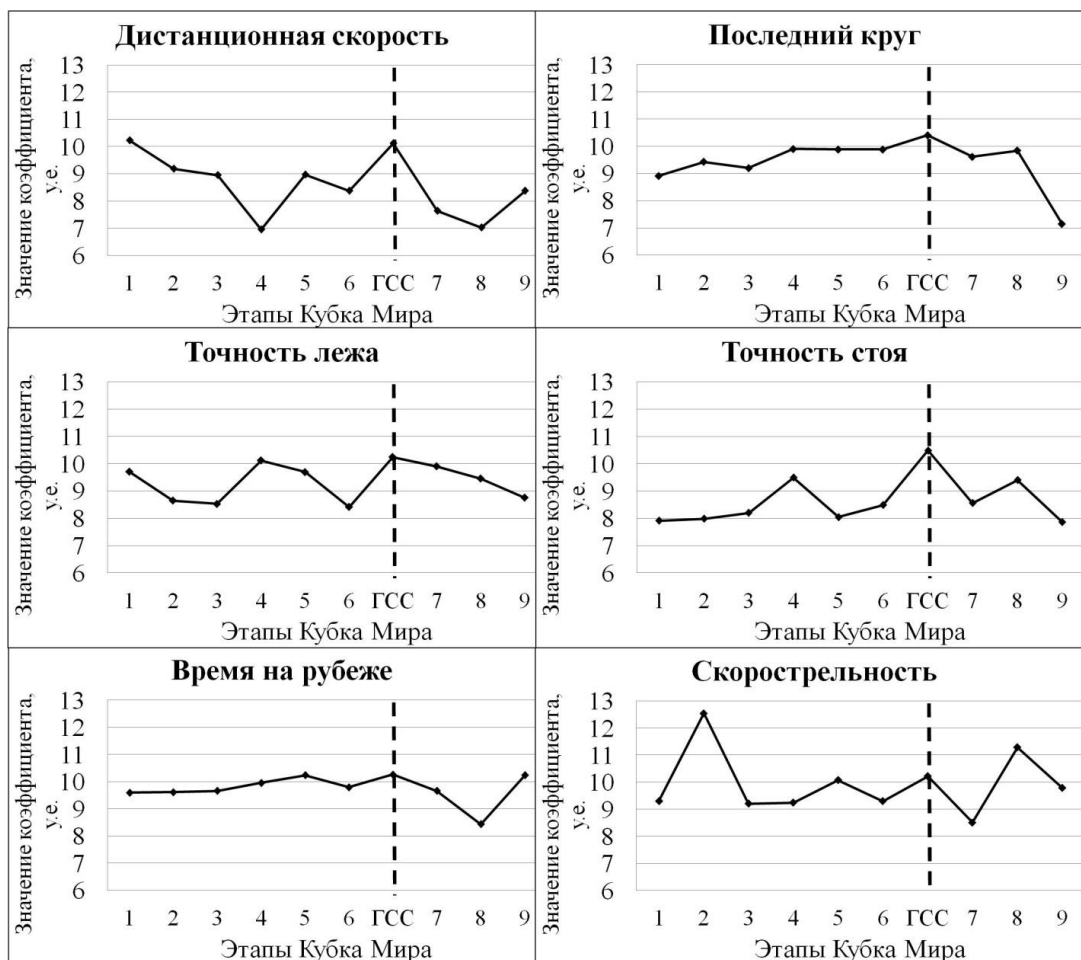 Дистанционная скорость
Значение коэффициента,
у.е.
13
12
11
10
9
8
7
6
1 2 3 4 5 6 ГСС 7 8 9
Этапы Кубка Мира
Последний круг
Значение коэффициента,
у.е.
13
12
11
10
9
8
7
6
1 2 3 4 5 6 ГСС 7 8 9
Этапы Кубка Мира
Точность лежа
Значение коэффициента,
у.е.
13
12
11
10
9
8
7
6
1 2 3 4 5 6 ГСС 7 8 9
Этапы Кубка Мира
Точность стоя
Значение коэффициента,
у.е.
13
12
11
10
9
8
7
6
1 2 3 4 5 6 ГСС 7 8 9
Этапы Кубка Мира
Время на рубеже
Значение коэффициента,
у.е.
13
12
11
10
9
8
7
6
1 2 3 4 5 6 ГСС 7 8 9
Этапы Кубка Мира
Скорострельность
Значение коэффициента,
у.е.
13
12
11
10
9
8
7
6
1 2 3 4 5 6 ГСС 7 8 9
Этапы Кубка Мира